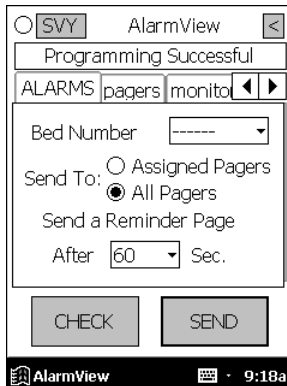 SVY AlarmView <
Programming Successful
ALARMS pagers monito
Bed Number ------
Send To: Assigned Pagers
All Pagers
Send a Reminder Page
After 60 Sec.
CHECK SEND
AlarmView 9:18a